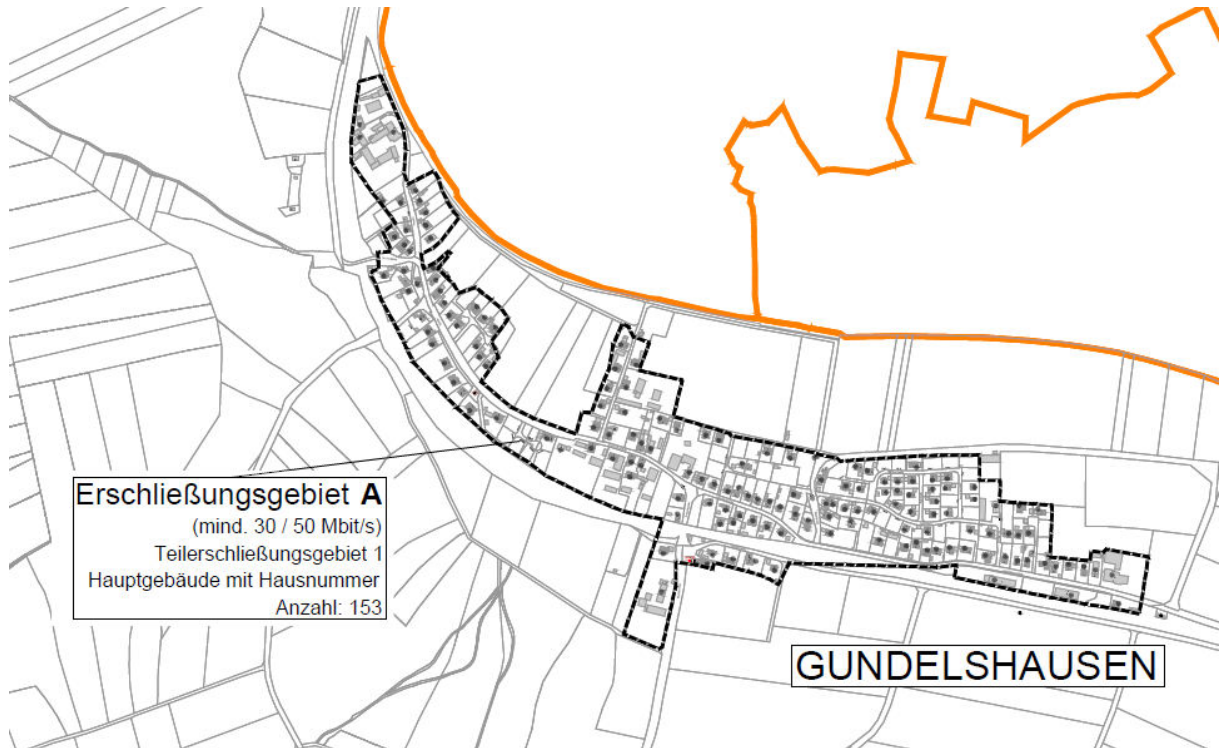 Erschließungsgebiet A
(mind. 30 / 50 Mbit/s)
Teilerschließungsgebiet 1
Hauptgebäude mit Hausnummer
Anzahl: 153
GUNDELSHAUSEN